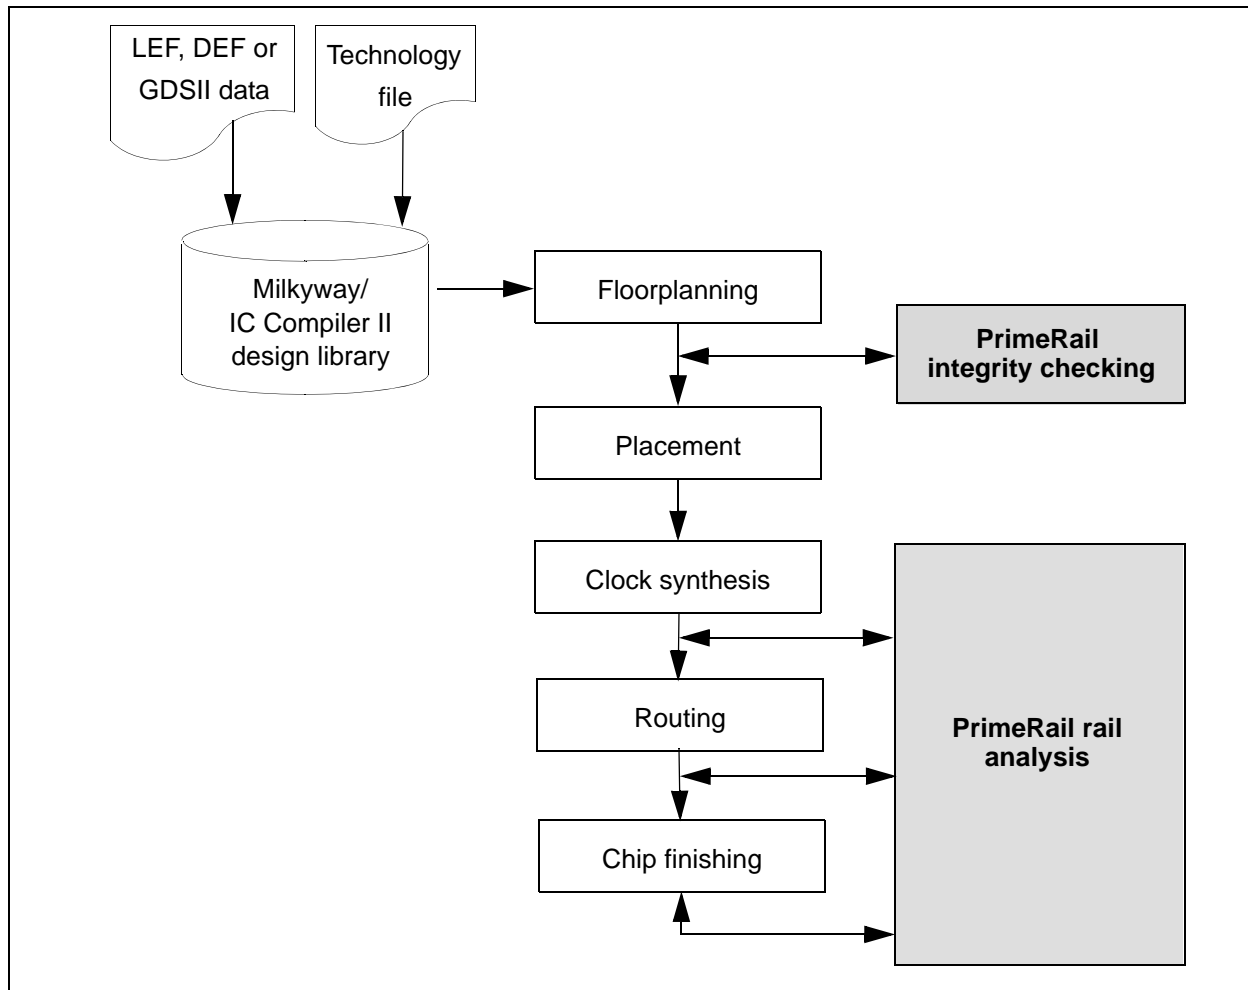 LEF, DEF or
GDSII data
Technology
file
Milkyway/
IC Compiler II
design library
Floorplanning
PrimeRail
integrity checking
Placement
Clock synthesis
Routing
PrimeRail rail
analysis
Chip finishing